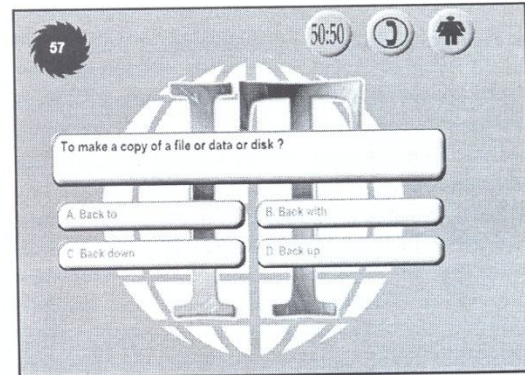 57
50:50
IT
To make a copy of a file or data or disk ?
A. Back to
B. Back with
C. Back down
D. Back up